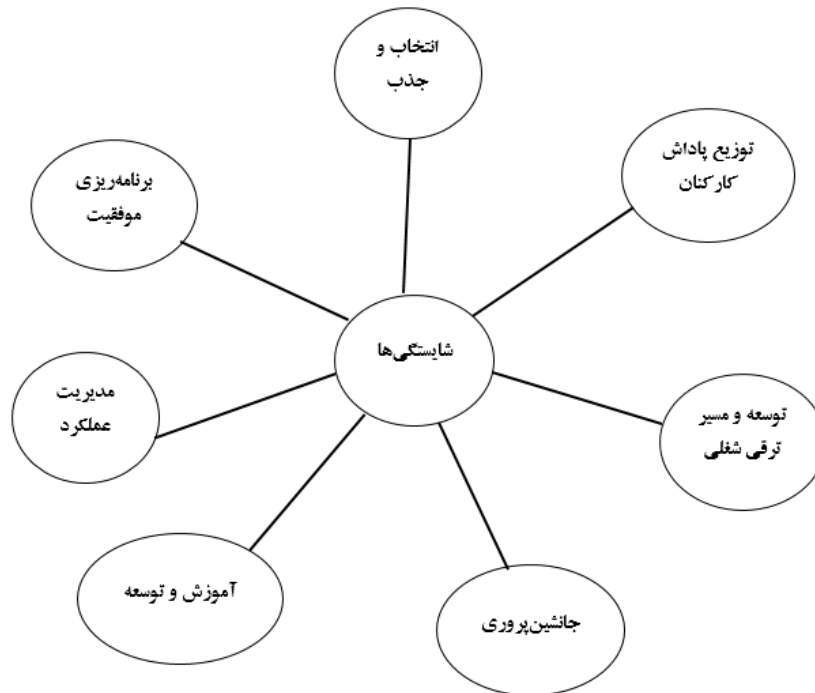 انتخاب و
جذب
توزیع پاداش
کارکنان
برنامه‌ریزی
موفقیت
شایستگی‌ها
توسعه و مسیر
ترقی شغلی
مدیریت
عملکرد
آموزش و توسعه
جانشین‌پروری